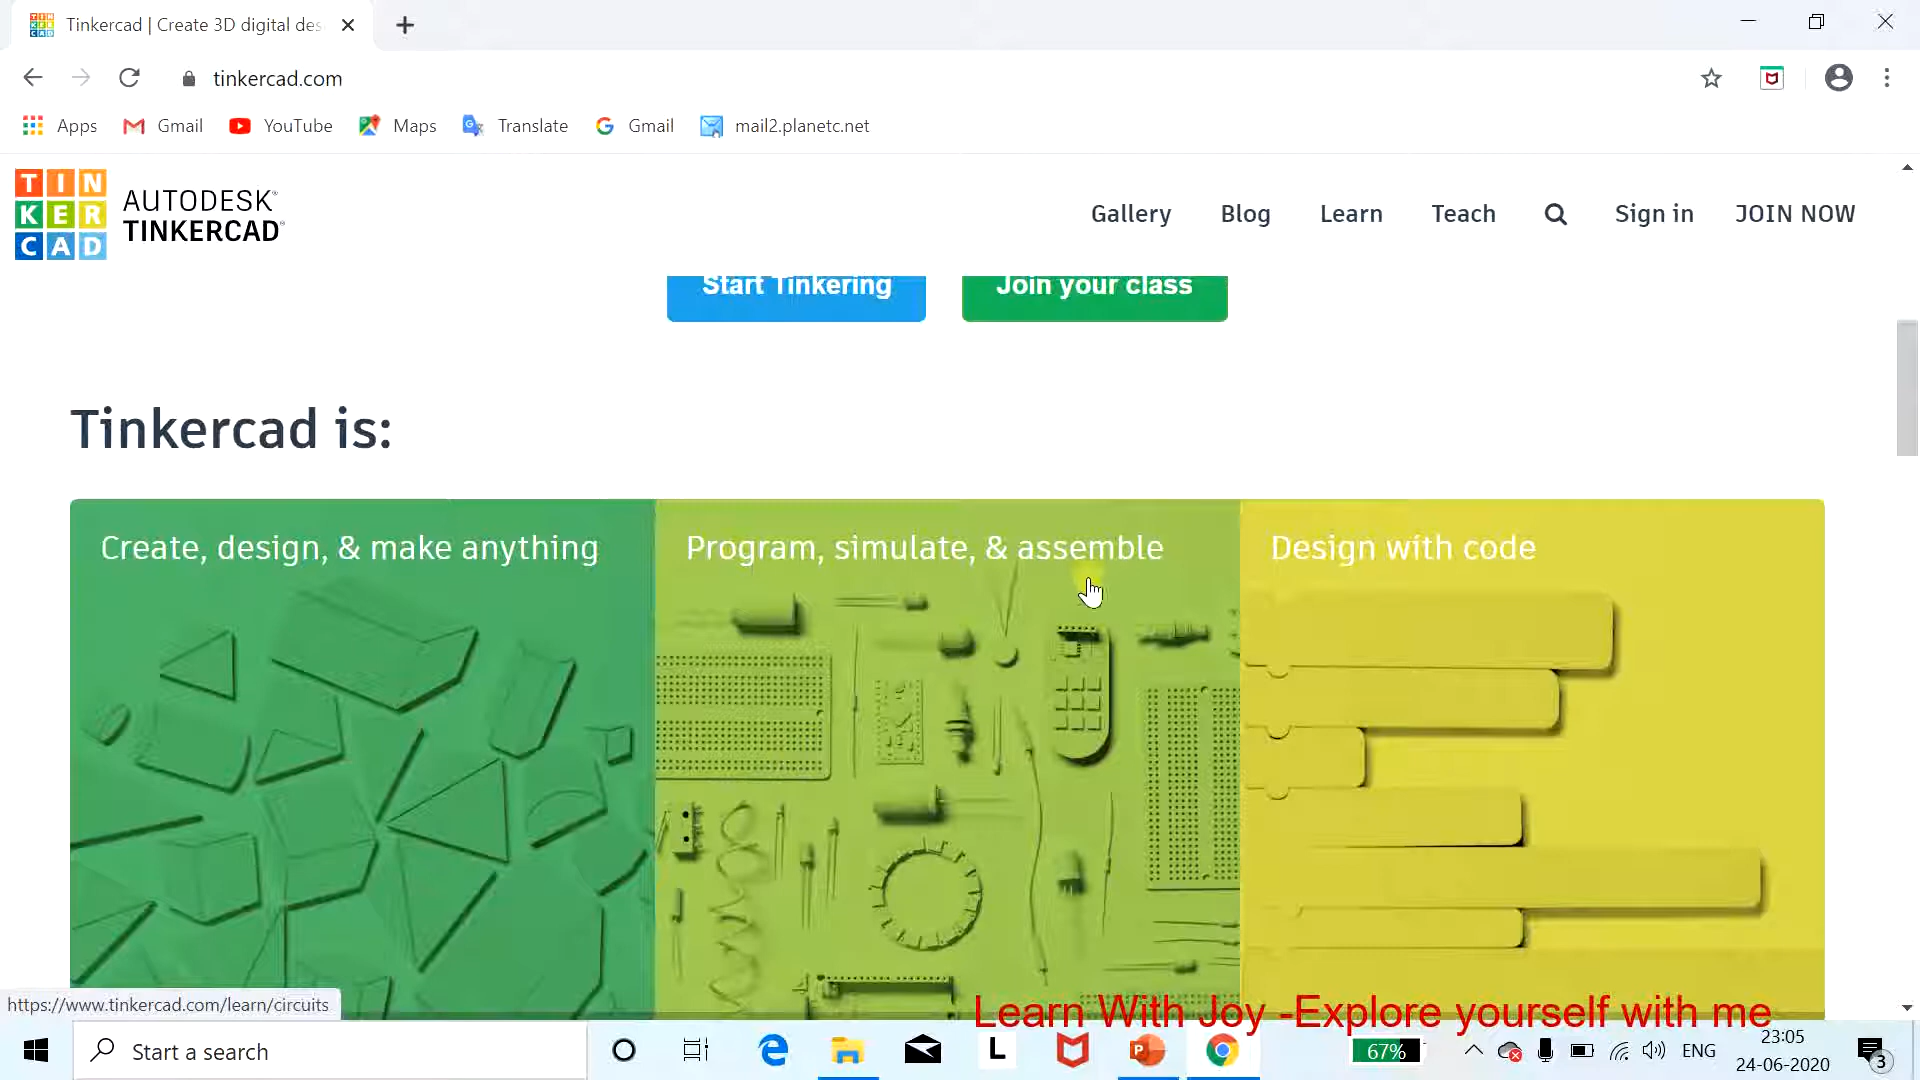 Tinkercad | Create 3D digital des
tinkercad.com
Apps Gmail YouTube Maps Translate Gmail mail2.planetc.net
TIN
KER
CAD
AUTODESK®
TINKERCAD®
Gallery Blog Learn Teach Sign in JOIN NOW
Start Tinkering Join your class
Tinkercad is:
Create, design, & make anything
Program, simulate, & assemble
Design with code
https://www.tinkercad.com/learn/circuits
Learn With Joy -Explore yourself with me
Start a search
L
67%
ENG
23:05
24-06-2020
3